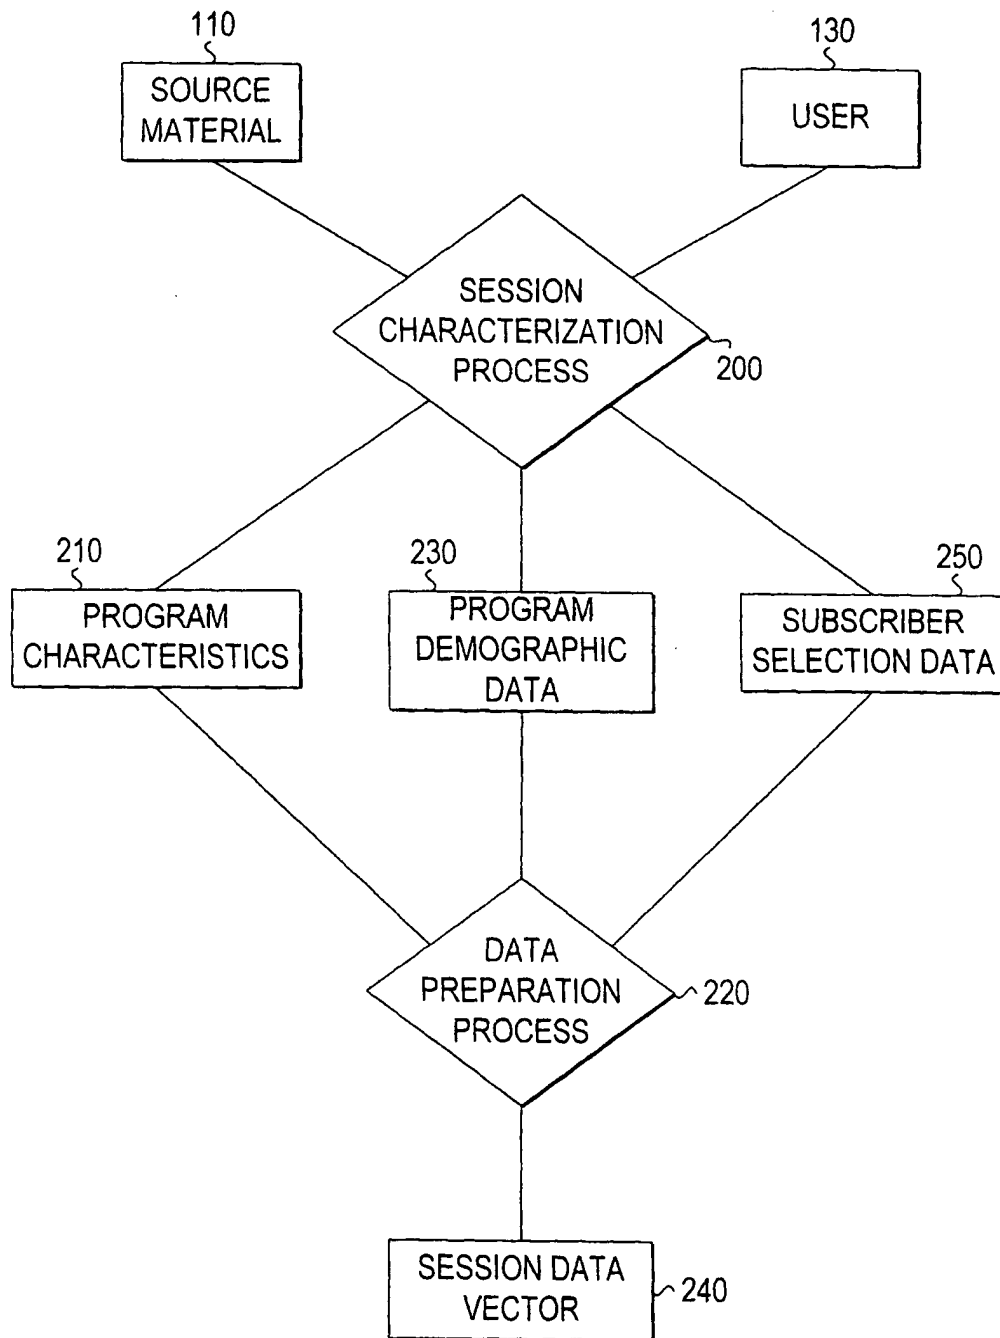 110
SOURCE
MATERIAL
130
USER
SESSION
CHARACTERIZATION
PROCESS
200
210
PROGRAM
CHARACTERISTICS
230
PROGRAM
DEMOGRAPHIC
DATA
250
SUBSCRIBER
SELECTION DATA
DATA
PREPARATION
PROCESS
220
SESSION DATA
VECTOR
240